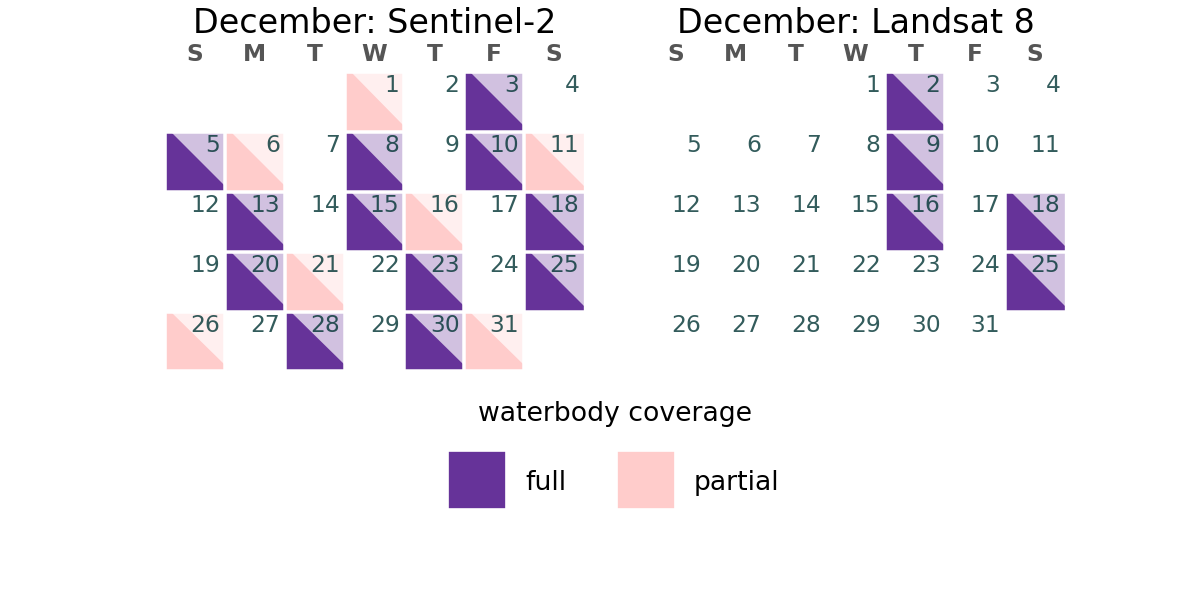 December: Sentinel-2
S M T W T F S
1 2 3 4
5 6 7 8 9 10 11
12 13 14 15 16 17 18
19 20 21 22 23 24 25
26 27 28 29 30 31
December: Landsat 8
S M T W T F S
1 2 3 4
5 6 7 8 9 10 11
12 13 14 15 16 17 18
19 20 21 22 23 24 25
26 27 28 29 30 31
waterbody coverage
full partial